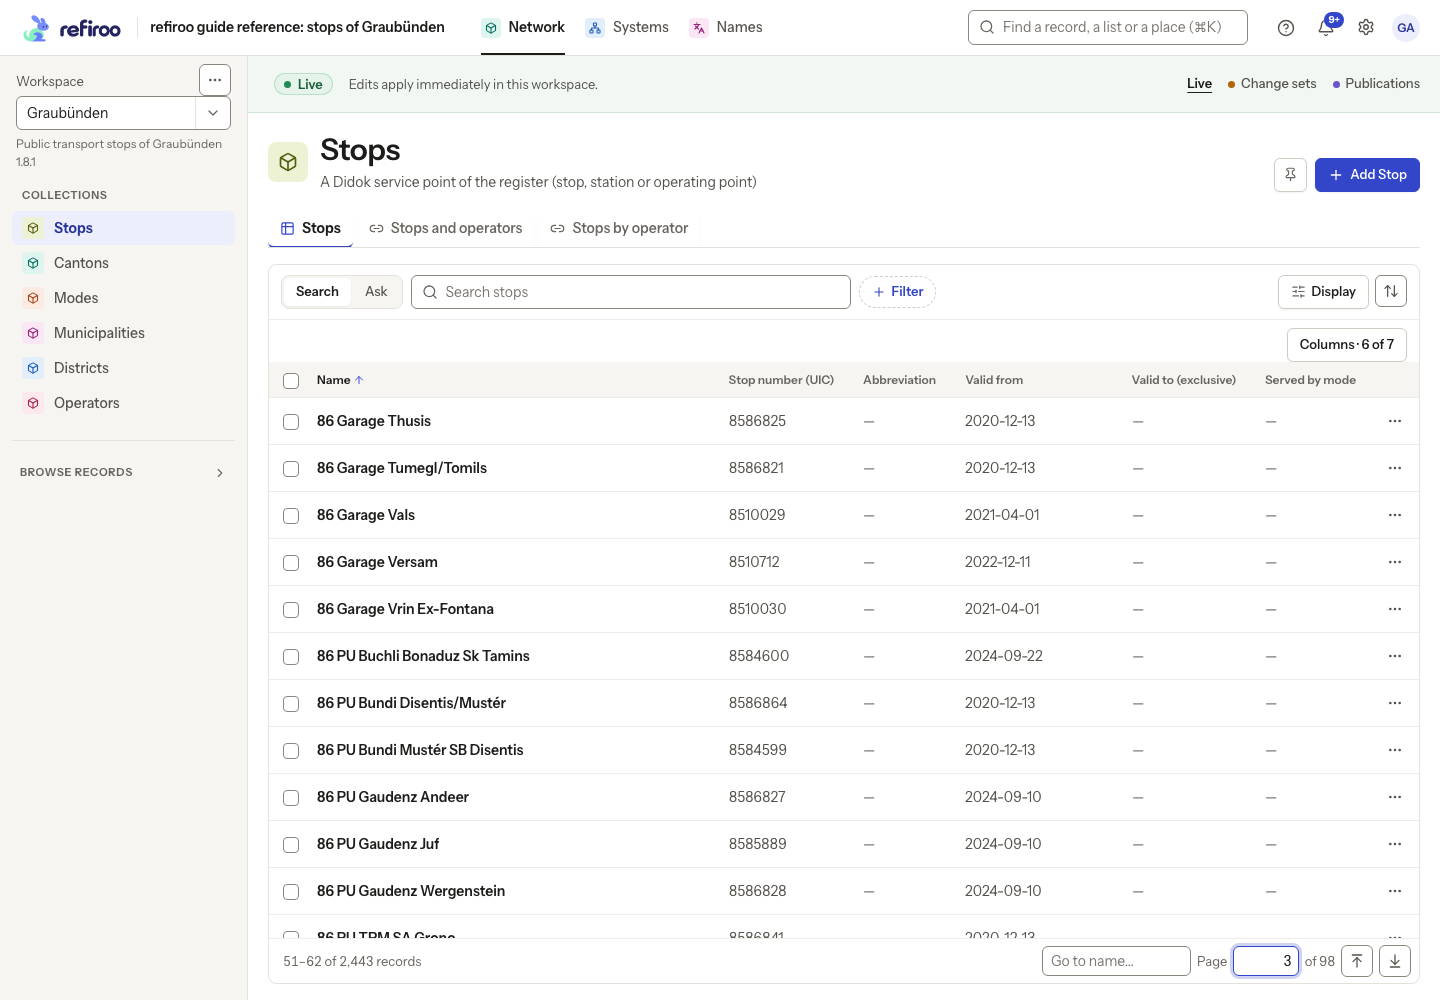 refiroo
refiroo guide reference: stops of Graubünden
Network
Systems
Names
Find a record, a list or a place (⌘K)
9+
GA
Workspace
Graubünden
Public transport stops of Graubünden
1.8.1
COLLECTIONS
Stops
Cantons
Modes
Municipalities
Districts
Operators
BROWSE RECORDS
Live
Edits apply immediately in this workspace.
Live
Change sets
Publications
Stops
A Didok service point of the register (stop, station or operating point)
Add Stop
Stops
Stops and operators
Stops by operator
Search
Ask
Search stops
Filter
Display
Columns · 6 of 7
Name Stop number (UIC) Abbreviation Valid from Valid to (exclusive) Served by mode
86 Garage Thusis 8586825 — 2020-12-13 — —
86 Garage Tumegl/Tomils 8586821 — 2020-12-13 — —
86 Garage Vals 8510029 — 2021-04-01 — —
86 Garage Versam 8510712 — 2022-12-11 — —
86 Garage Vrin Ex-Fontana 8510030 — 2021-04-01 — —
86 PU Buchli Bonaduz Sk Tamins 8584600 — 2024-09-22 — —
86 PU Bundi Disentis/Mustér 8586864 — 2020-12-13 — —
86 PU Bundi Mustér SB Disentis 8584599 — 2020-12-13 — —
86 PU Gaudenz Andeer 8586827 — 2024-09-10 — —
86 PU Gaudenz Juf 8585889 — 2024-09-10 — —
86 PU Gaudenz Wergenstein 8586828 — 2024-09-10 — —
86 PU TPM SA Grono 8586841 2020-12-13
51–62 of 2,443 records
Go to name...
Page 3 of 98